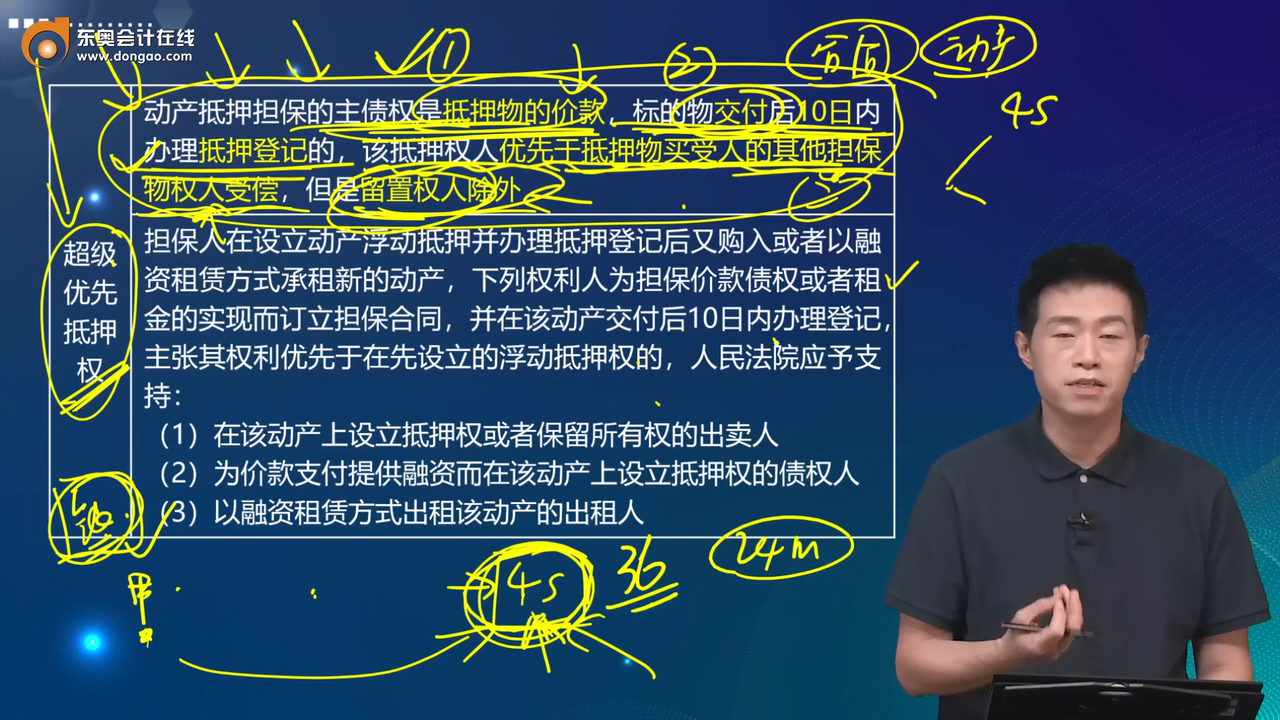 东奥会计在线
www.dongao.com
① ② 合同 动产
4S
动产抵押担保的主债权是抵押物的价款，标的物交付后10日内
办理抵押登记的，该抵押权人优先于抵押物买受人的其他担保
物权人受偿，但是留置权人除外
超级
优先
抵押
权
担保人在设立动产浮动抵押并办理抵押登记后又购入或者以融
资租赁方式承租新的动产，下列权利人为担保价款债权或者租
金的实现而订立担保合同，并在该动产交付后10日内办理登记，
主张其权利优先于在先设立的浮动抵押权的，人民法院应予支
持：
（1）在该动产上设立抵押权或者保留所有权的出卖人
（2）为价款支付提供融资而在该动产上设立抵押权的债权人
（3）以融资租赁方式出租该动产的出租人
甲 4S 36 24m